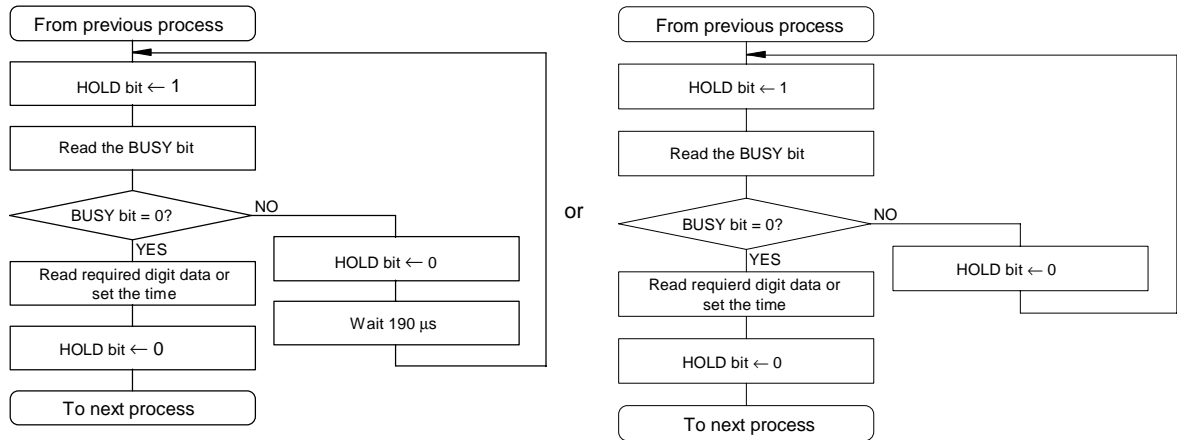 From previous process
HOLD bit ← 1
Read the BUSY bit
BUSY bit = 0?
NO
YES
Read required digit data or
set the time
HOLD bit ← 0
To next process
HOLD bit ← 0
Wait 190 µs
or
From previous process
HOLD bit ← 1
Read the BUSY bit
BUSY bit = 0?
NO
YES
Read requierd digit data or
set the time
HOLD bit ← 0
To next process
HOLD bit ← 0